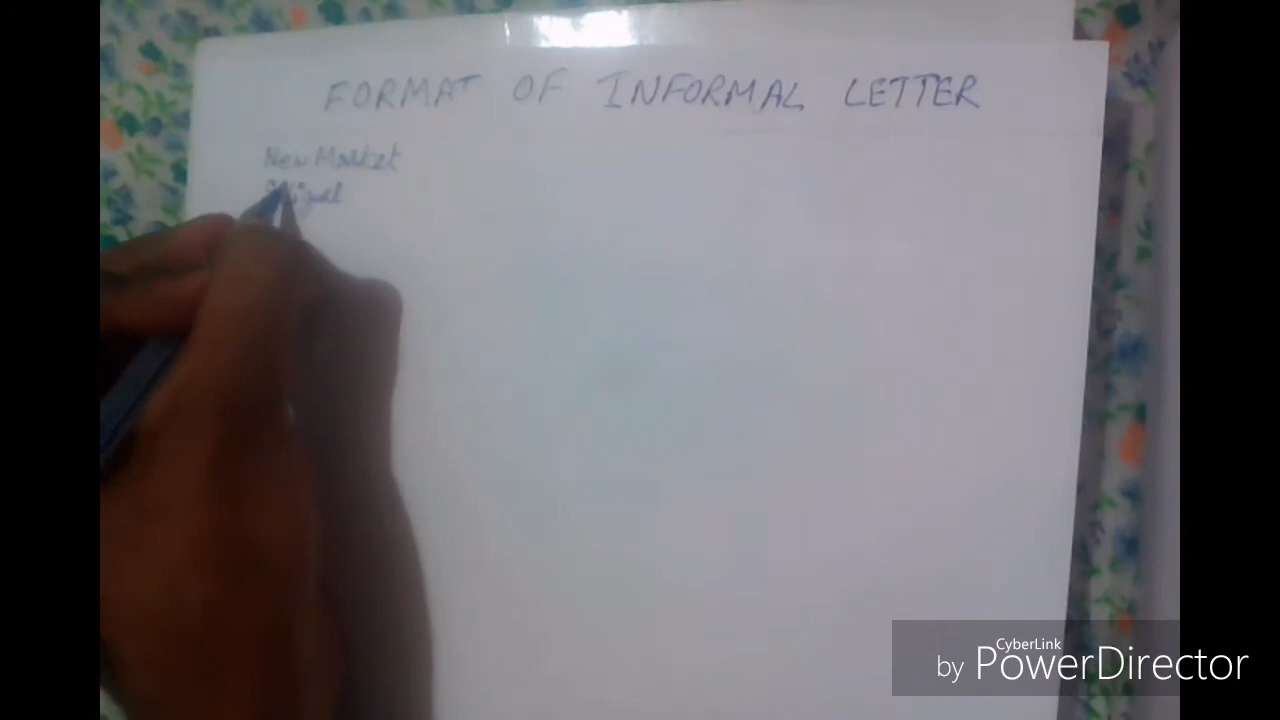 FORMAT OF INFORMAL LETTER
New Market
CyberLink
by PowerDirector